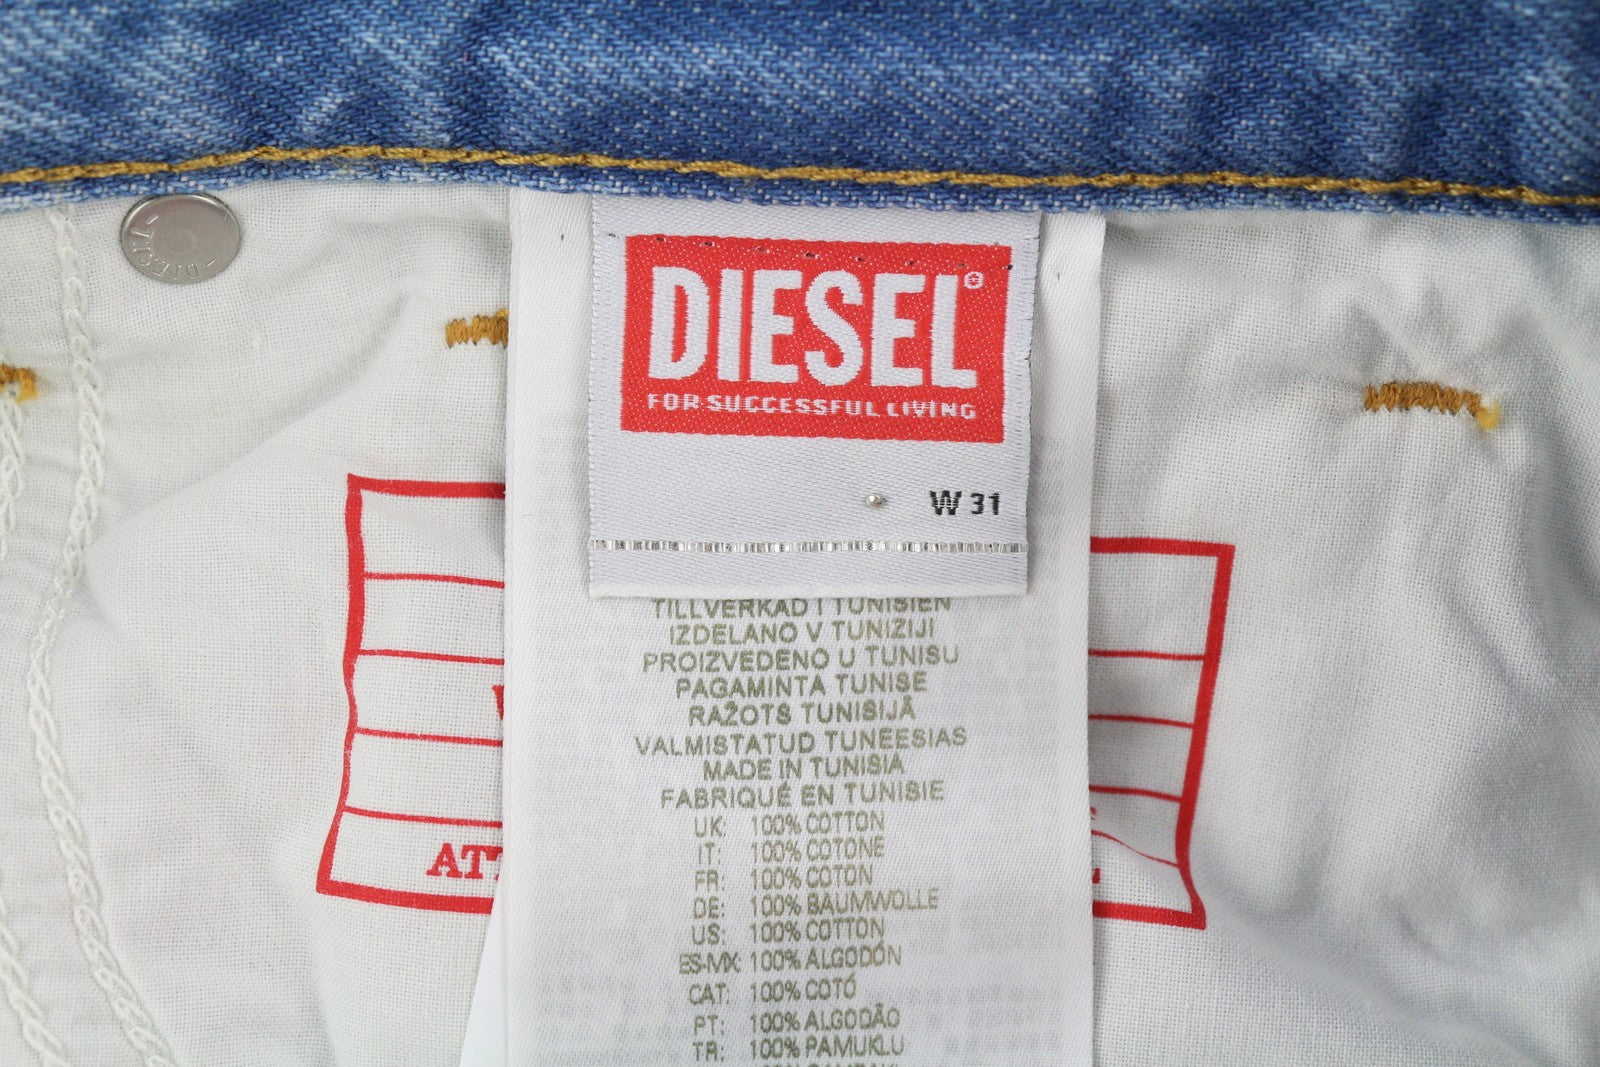 DIESEL
FOR SUCCESSFUL LIVING
W 31
TILLVERKAD I TUNISIEN
IZDELANO V TUNIZIJI
PROIZVEDENO U TUNISU
PAGAMINTA TUNISE
RAŽOTS TUNISIJĀ
VALMISTATUD TUNEESIAS
MADE IN TUNISIA
FABRIQUÉ EN TUNISIE
UK: 100% COTTON
IT: 100% COTONE
FR: 100% COTON
DE: 100% BAUMWOLLE
US: 100% COTTON
ES-MX: 100% ALGODÓN
CAT: 100% COTÓ
PT: 100% ALGODÃO
TR: 100% PAMUKLU